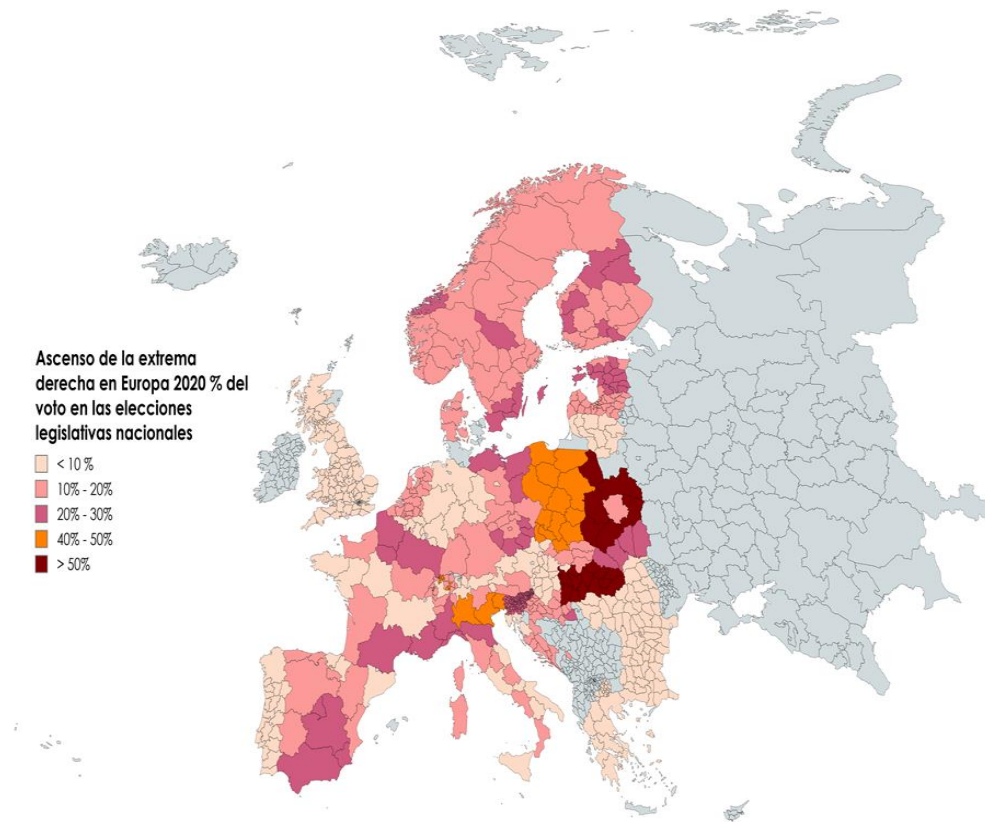 Ascenso de la extrema
derecha en Europa 2020 % del
voto en las elecciones
legislativas nacionales
< 10 %
10% - 20%
20% - 30%
40% - 50%
> 50%